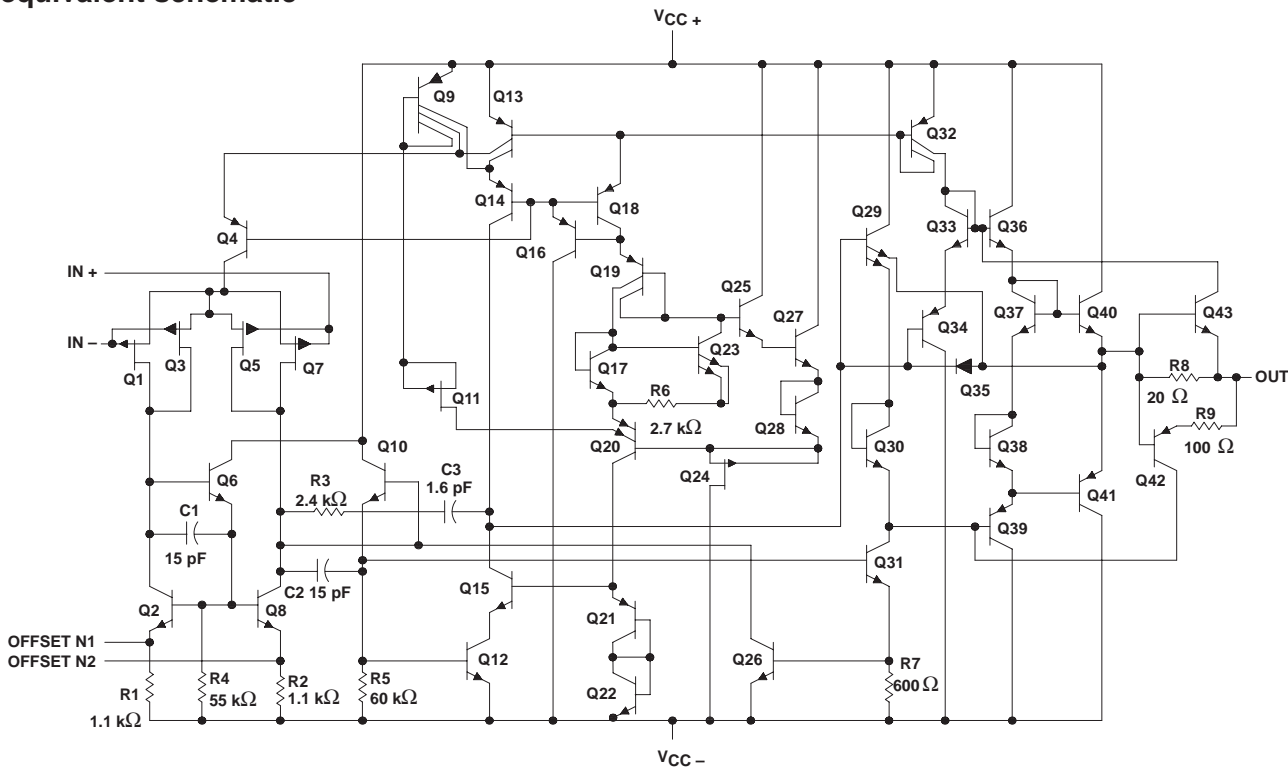 equivalent schematic
VCC +
Q9
Q13
Q32
Q14
Q18
Q29
Q33
Q36
Q4
Q16
IN +
Q19
Q25
Q27
Q34
Q37
Q40
Q43
IN −
Q3
Q5
Q23
Q1
Q7
Q17
Q35
R8
OUT
Q11
R6
20 Ω
R9
2.7 kΩ
Q28
100 Ω
Q10
Q20
Q30
Q38
Q6
C3
Q24
Q42
R3
1.6 pF
Q41
2.4 kΩ
C1
Q39
15 pF
Q31
C2 15 pF
Q15
Q2
Q8
Q21
OFFSET N1
OFFSET N2
Q12
Q26
R7
R4
R2
R5
600 Ω
R1
55 kΩ
1.1 kΩ
60 kΩ
Q22
1.1 kΩ
VCC −